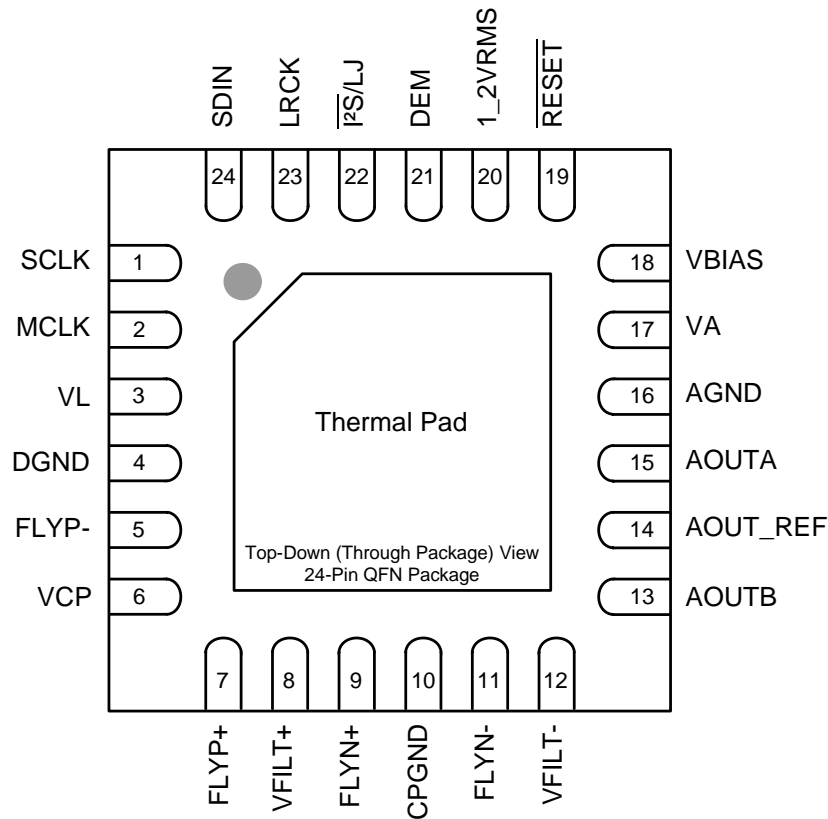 SDIN
LRCK
I²S/LJ
DEM
1_2VRMS
RESET
24
23
22
21
20
19
SCLK 1
18 VBIAS
MCLK 2
17 VA
VL 3
16 AGND
Thermal Pad
DGND 4
15 AOUTA
FLYP- 5
14 AOUT_REF
Top-Down (Through Package) View
24-Pin QFN Package
VCP 6
13 AOUTB
7
8
9
10
11
12
FLYP+
VFILT+
FLYN+
CPGND
FLYN-
VFILT-